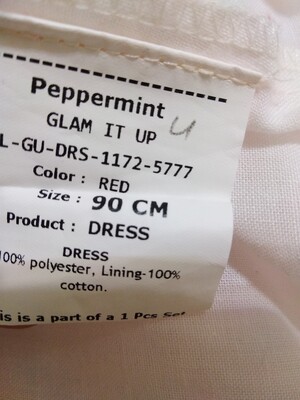 Peppermint
GLAM IT UP U
L-GU-DRS-1172-5777
Color : RED
Size : 90 CM
Product : DRESS
DRESS
100% polyester, Lining-100%
cotton.
is is a part of a 1 Pcs Set